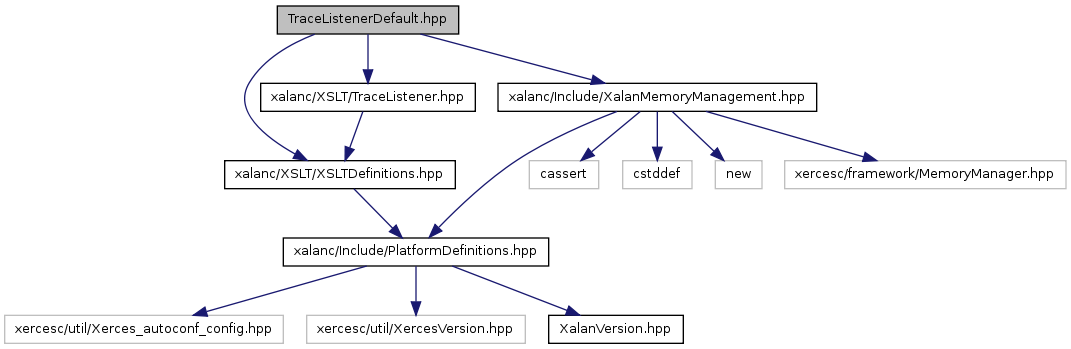 TraceListenerDefault.hpp
xalanc/XSLT/TraceListener.hpp
xalanc/Include/XalanMemoryManagement.hpp
xalanc/XSLT/XSLTDefinitions.hpp
cassert
cstddef
new
xercesc/framework/MemoryManager.hpp
xalanc/Include/PlatformDefinitions.hpp
xercesc/util/Xerces_autoconf_config.hpp
xercesc/util/XercesVersion.hpp
XalanVersion.hpp